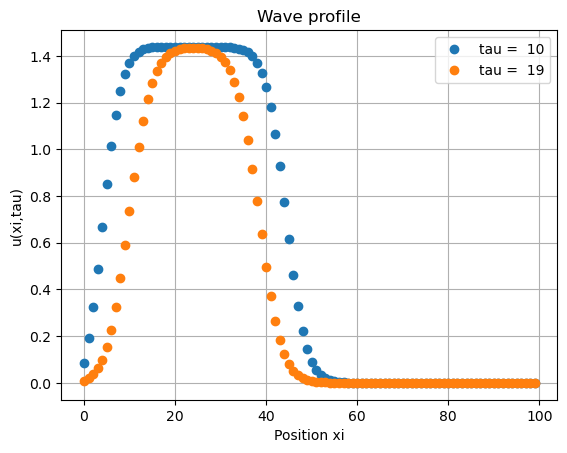 Wave profile
tau =  10
tau =  19
u(xi,tau)
1.4
1.2
1.0
0.8
0.6
0.4
0.2
0.0
0 20 40 60 80 100
Position xi